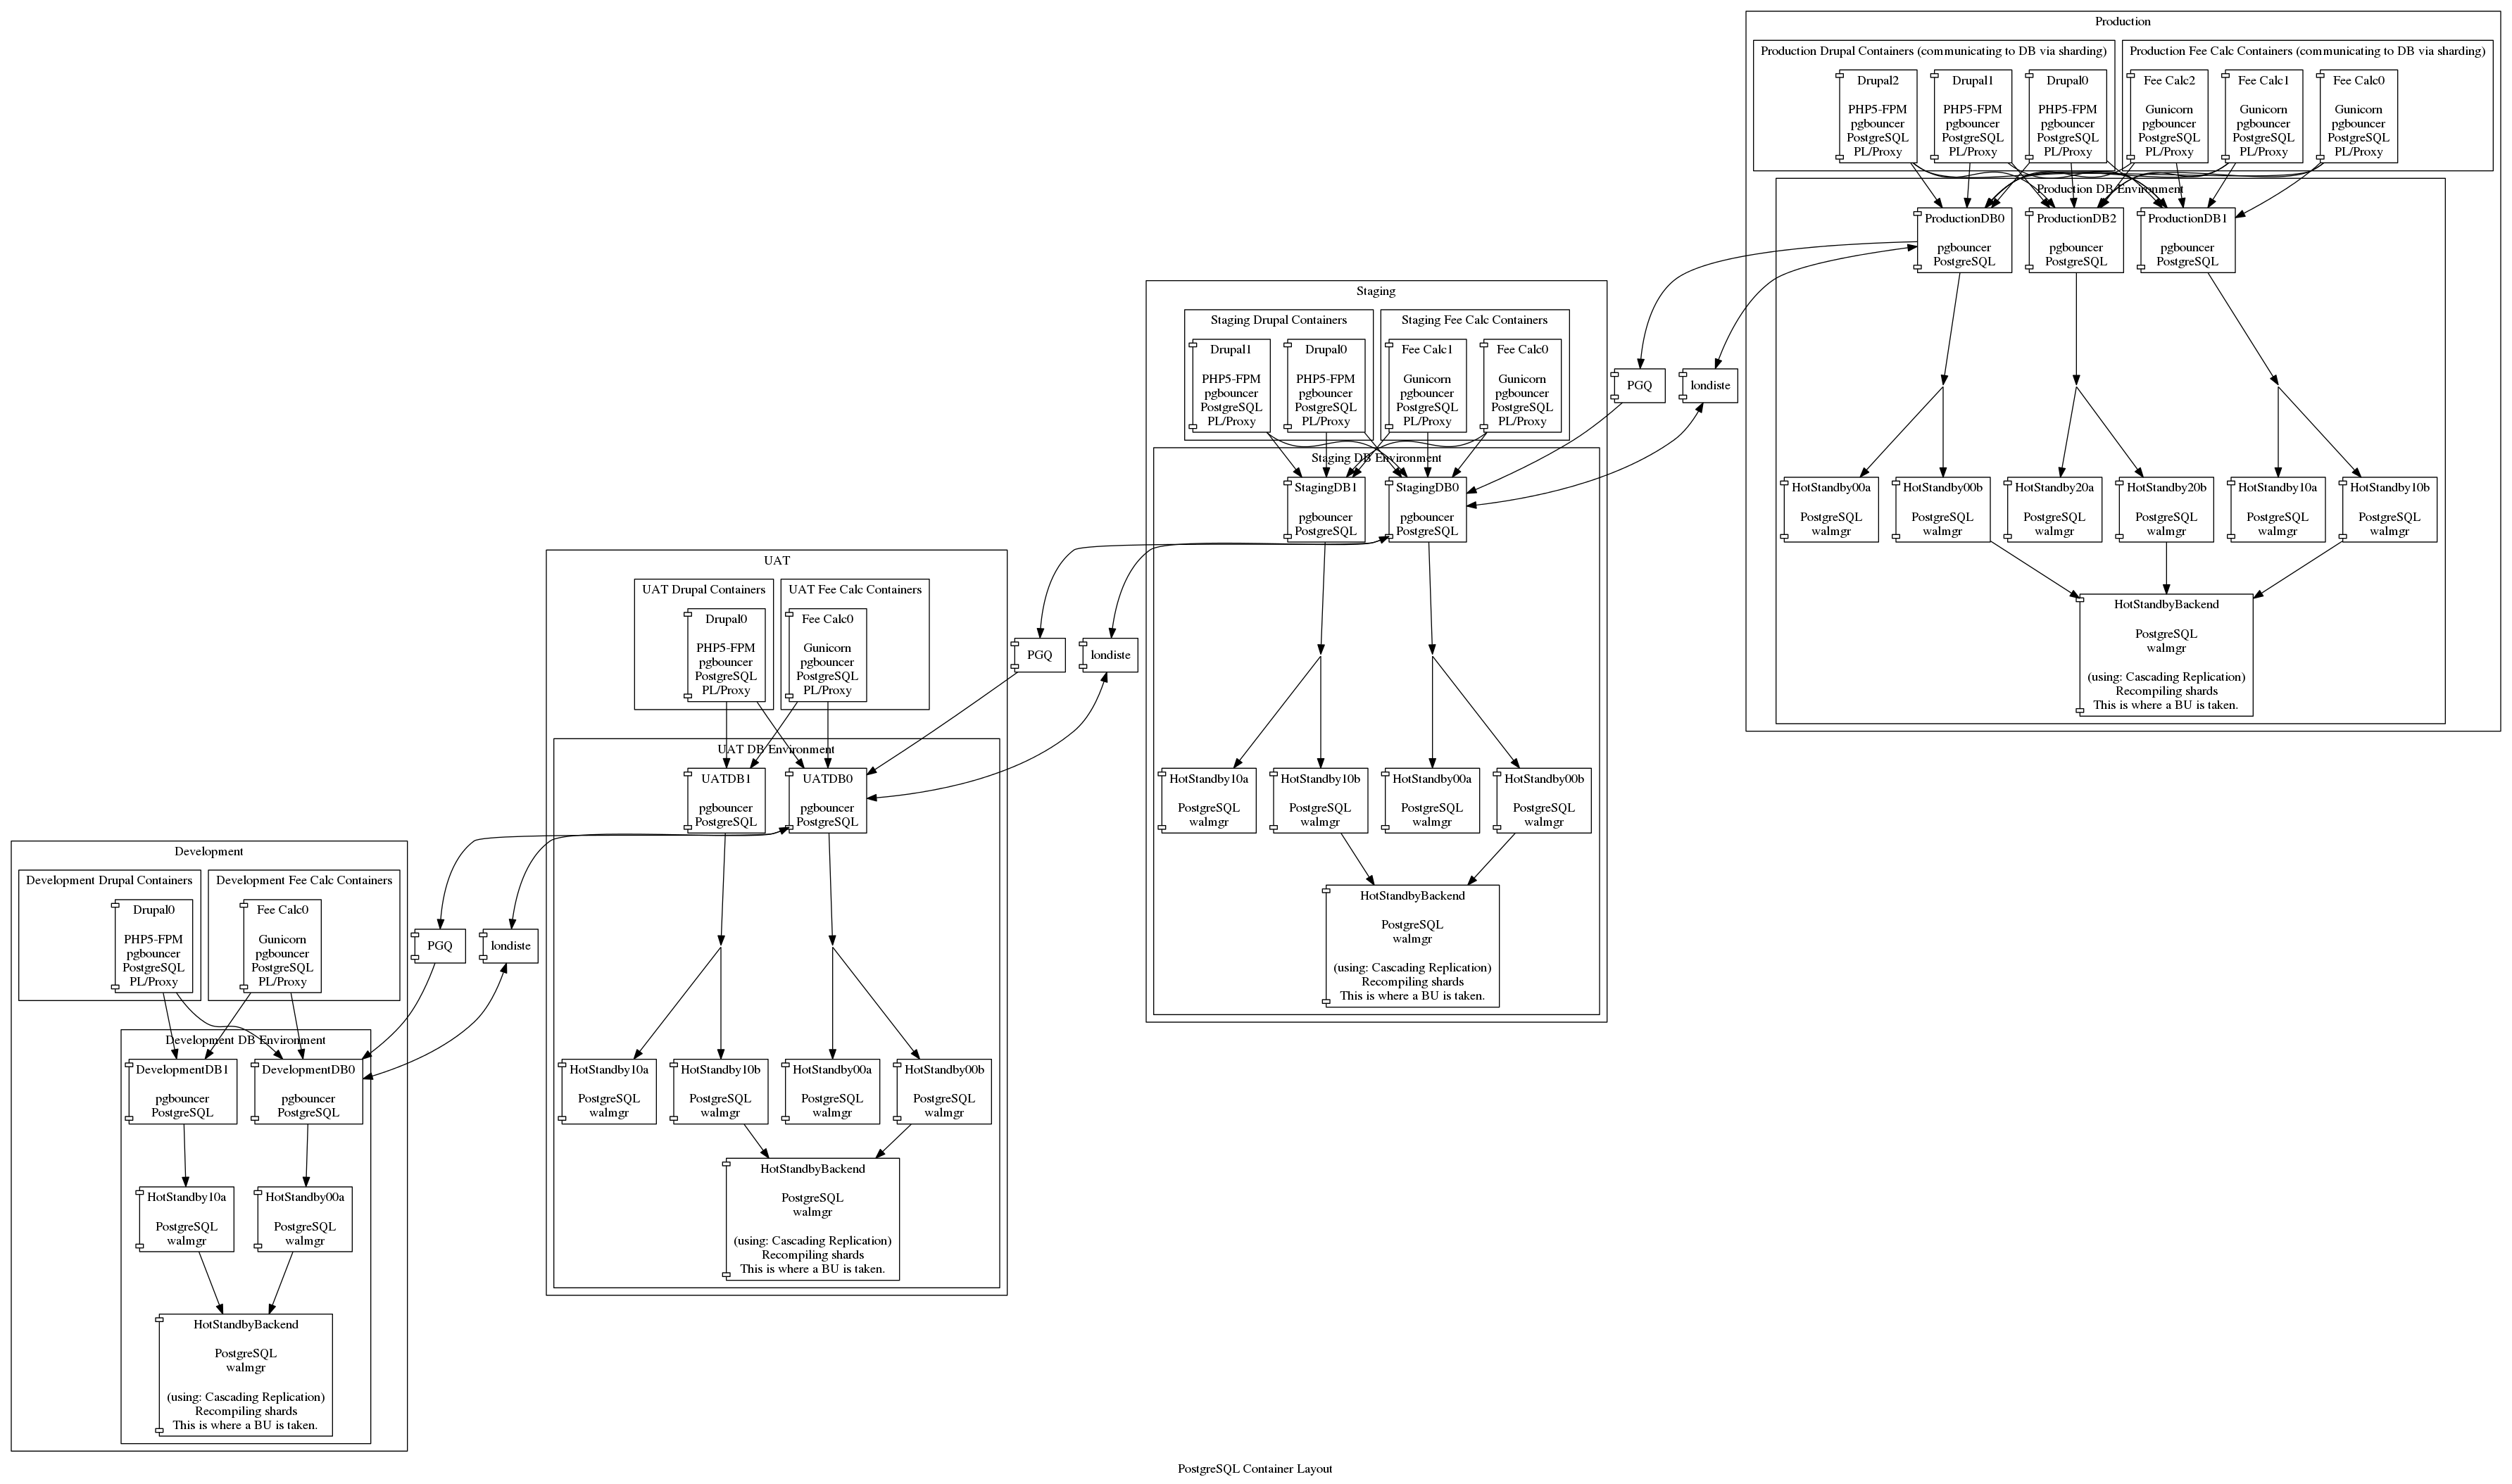 Production
Production Drupal Containers (communicating to DB via sharding)
Drupal2
PHP5-FPM
pgbouncer
PostgreSQL
PL/Proxy
Drupal1
PHP5-FPM
pgbouncer
PostgreSQL
PL/Proxy
Drupal0
PHP5-FPM
pgbouncer
PostgreSQL
PL/Proxy
Production Fee Calc Containers (communicating to DB via sharding)
Fee Calc2
Gunicorn
pgbouncer
PostgreSQL
PL/Proxy
Fee Calc1
Gunicorn
pgbouncer
PostgreSQL
PL/Proxy
Fee Calc0
Gunicorn
pgbouncer
PostgreSQL
PL/Proxy
Production DB Environment
ProductionDB0
pgbouncer
PostgreSQL
ProductionDB2
pgbouncer
PostgreSQL
ProductionDB1
pgbouncer
PostgreSQL
HotStandby00a
PostgreSQL
walmgr
HotStandby00b
PostgreSQL
walmgr
HotStandby20a
PostgreSQL
walmgr
HotStandby20b
PostgreSQL
walmgr
HotStandby10a
PostgreSQL
walmgr
HotStandby10b
PostgreSQL
walmgr
HotStandbyBackend
PostgreSQL
walmgr
(using: Cascading Replication)
Recompiling shards
This is where a BU is taken.
PGQ
londiste
Staging
Staging Drupal Containers
Drupal1
PHP5-FPM
pgbouncer
PostgreSQL
PL/Proxy
Drupal0
PHP5-FPM
pgbouncer
PostgreSQL
PL/Proxy
Staging Fee Calc Containers
Fee Calc1
Gunicorn
pgbouncer
PostgreSQL
PL/Proxy
Fee Calc0
Gunicorn
pgbouncer
PostgreSQL
PL/Proxy
Staging DB Environment
StagingDB1
pgbouncer
PostgreSQL
StagingDB0
pgbouncer
PostgreSQL
HotStandby10a
PostgreSQL
walmgr
HotStandby10b
PostgreSQL
walmgr
HotStandby00a
PostgreSQL
walmgr
HotStandby00b
PostgreSQL
walmgr
HotStandbyBackend
PostgreSQL
walmgr
(using: Cascading Replication)
Recompiling shards
This is where a BU is taken.
PGQ
londiste
UAT
UAT Drupal Containers
Drupal0
PHP5-FPM
pgbouncer
PostgreSQL
PL/Proxy
UAT Fee Calc Containers
Fee Calc0
Gunicorn
pgbouncer
PostgreSQL
PL/Proxy
UAT DB Environment
UATDB1
pgbouncer
PostgreSQL
UATDB0
pgbouncer
PostgreSQL
HotStandby10a
PostgreSQL
walmgr
HotStandby10b
PostgreSQL
walmgr
HotStandby00a
PostgreSQL
walmgr
HotStandby00b
PostgreSQL
walmgr
HotStandbyBackend
PostgreSQL
walmgr
(using: Cascading Replication)
Recompiling shards
This is where a BU is taken.
PGQ
londiste
Development
Development Drupal Containers
Drupal0
PHP5-FPM
pgbouncer
PostgreSQL
PL/Proxy
Development Fee Calc Containers
Fee Calc0
Gunicorn
pgbouncer
PostgreSQL
PL/Proxy
Development DB Environment
DevelopmentDB1
pgbouncer
PostgreSQL
DevelopmentDB0
pgbouncer
PostgreSQL
HotStandby10a
PostgreSQL
walmgr
HotStandby00a
PostgreSQL
walmgr
HotStandbyBackend
PostgreSQL
walmgr
(using: Cascading Replication)
Recompiling shards
This is where a BU is taken.
PostgreSQL Container Layout